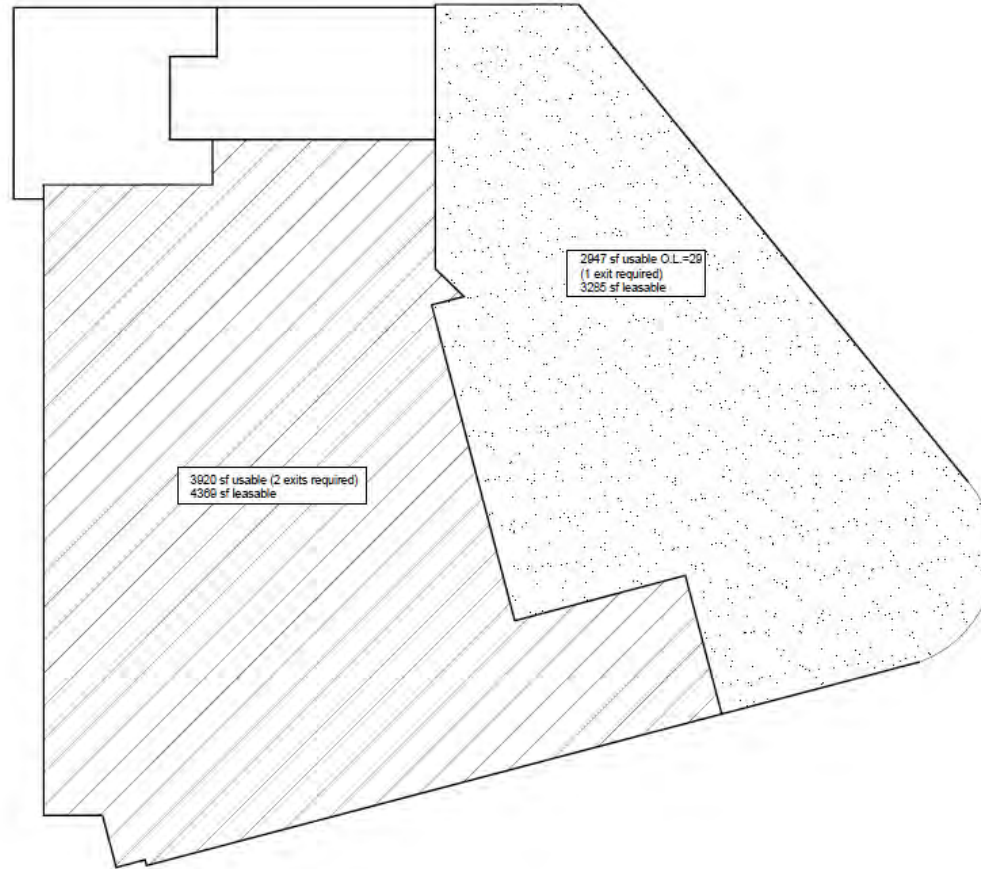 2947 sf usable O.L.=29
(1 exit required)
3285 sf leasable
3920 sf usable (2 exits required)
4369 sf leasable